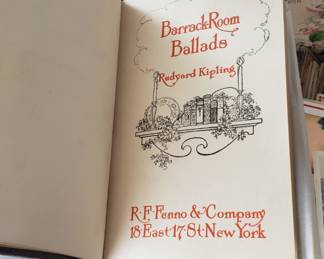 Barrack-Room
Ballads
Rudyard Kipling
R·F·Fenno & Company
18·East·17·St·New York